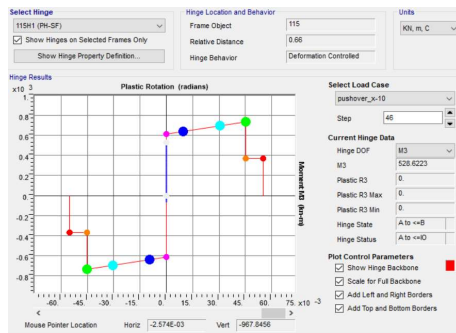 Select Hinge
115H1 (PH-SF)
Show Hinges on Selected Frames Only
Show Hinge Property Definition...
Hinge Location and Behavior
Frame Object 115
Relative Distance 0.66
Hinge Behavior Deformation Controlled
Units
KN, m, C
Hinge Results
x10 3
Plastic Rotation (radians)
1.
0.8
0.6
0.4
0.2
0.
-0.2
-0.4
-0.6
-0.8
Moment M3 (kn-m)
-60. -45. -30. -15. 0. 15. 30. 45. 60. 75. x10 -3
Mouse Pointer Location Horiz -2.574E-03 Vert -967.8456
Select Load Case
pushover_x-10
Step 46
Current Hinge Data
Hinge DOF M3
M3 528.6223
Plastic R3 0.
Plastic R3 Max 0.
Plastic R3 Min 0.
Hinge State A to <=B
Hinge Status A to <=IO
Plot Control Parameters
Show Hinge Backbone
Scale for Full Backbone
Add Left and Right Borders
Add Top and Bottom Borders